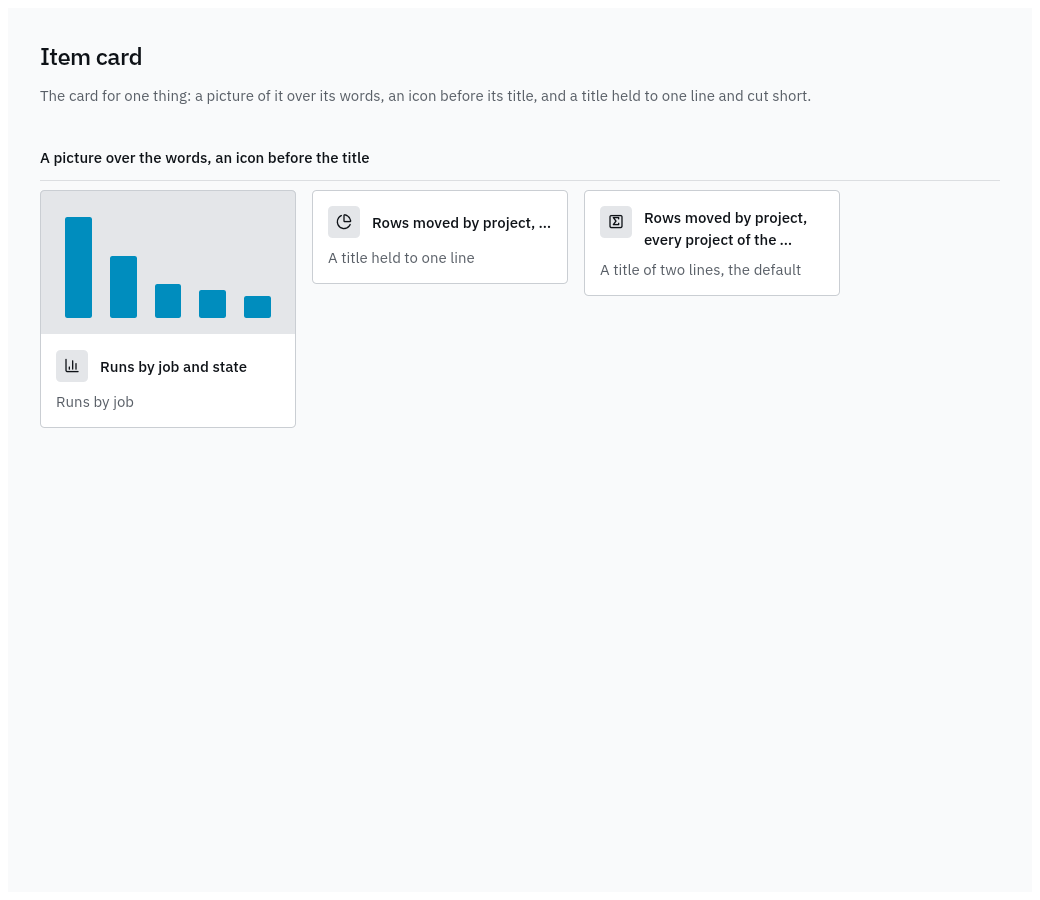 Item card
The card for one thing: a picture of it over its words, an icon before its title, and a title held to one line and cut short.
A picture over the words, an icon before the title
Runs by job and state
Runs by job
Rows moved by project, ...
A title held to one line
Rows moved by project,
every project of the ...
A title of two lines, the default